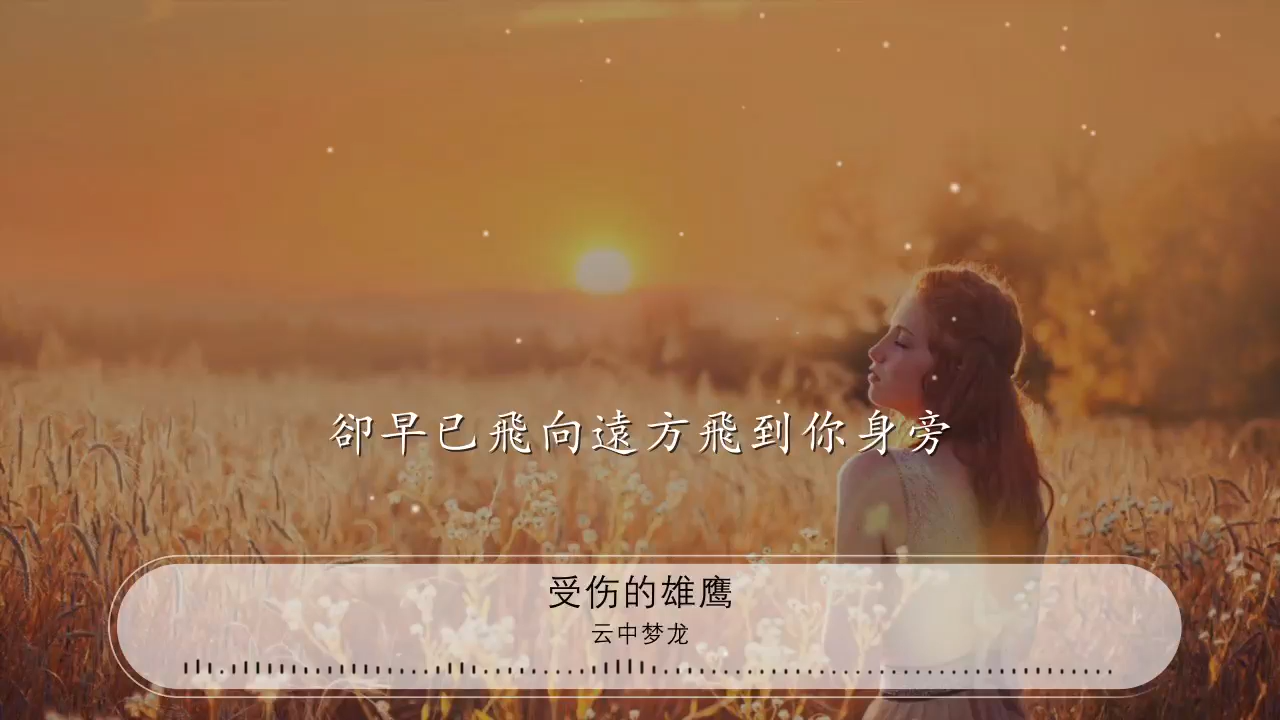 卻早已飛向遠方飛到你身旁
受伤的雄鹰
云中梦龙